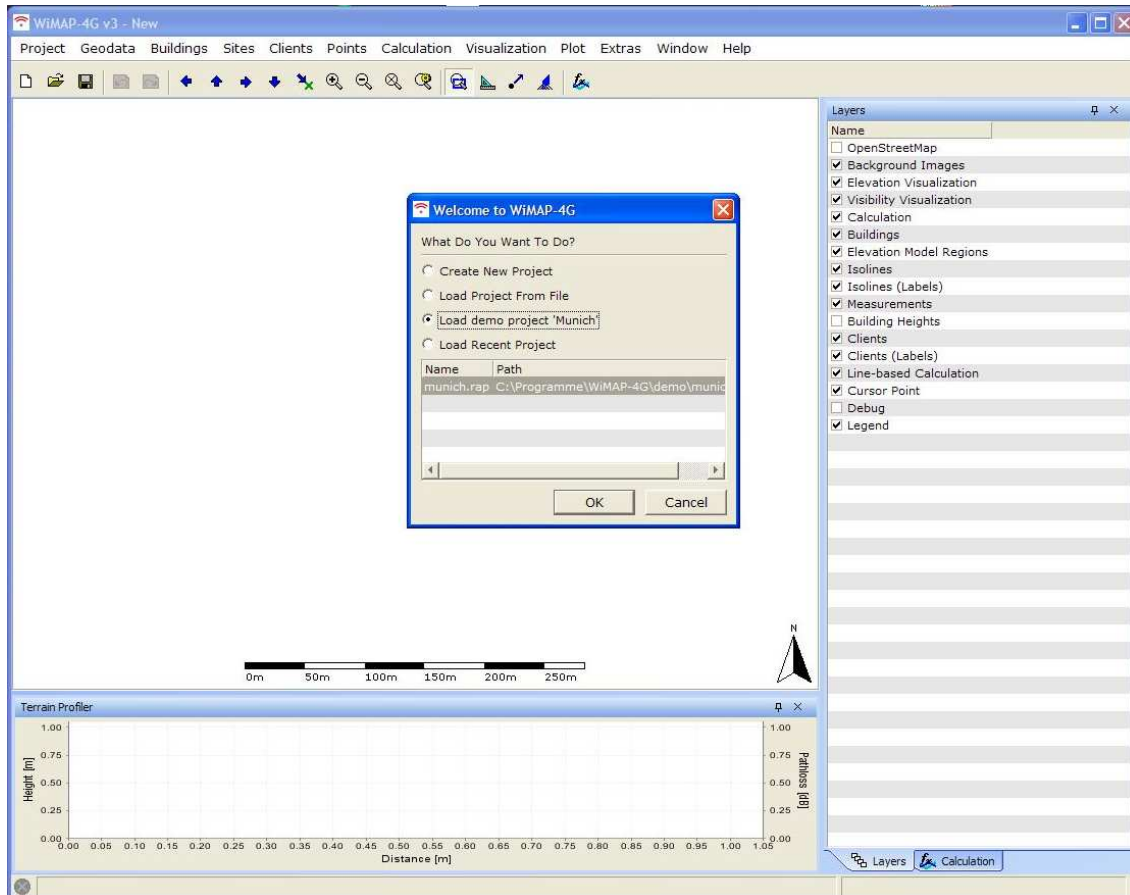 WiMAP-4G v3 - New
Project Geodata Buildings Sites Clients Points Calculation Visualization Plot Extras Window Help
Layers
Name
OpenStreetMap
Background Images
Elevation Visualization
Visibility Visualization
Calculation
Buildings
Elevation Model Regions
Isolines
Isolines (Labels)
Measurements
Building Heights
Clients
Clients (Labels)
Line-based Calculation
Cursor Point
Debug
Legend
Welcome to WiMAP-4G
What Do You Want To Do?
Create New Project
Load Project From File
Load demo project 'Munich'
Load Recent Project
Name Path
munich.rap C:\Programme\WiMAP-4G\demo\munic
OK Cancel
N
0m 50m 100m 150m 200m 250m
Terrain Profiler
1.00 1.00
0.75 0.75
0.50 0.50
0.25 0.25
0.00 0.00
Height [m]
Pathloss [dB]
0.00 0.05 0.10 0.15 0.20 0.25 0.30 0.35 0.40 0.45 0.50 0.55 0.60 0.65 0.70 0.75 0.80 0.85 0.90 0.95 1.00 1.05
Distance [m]
Layers fx Calculation